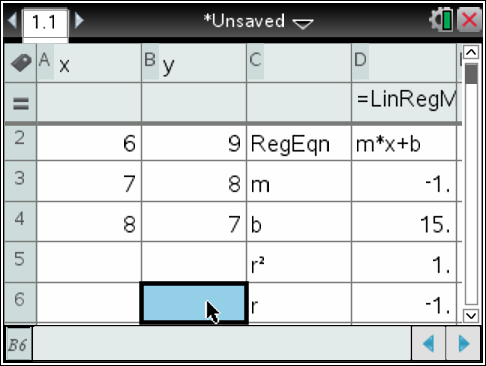 1.1 *Unsaved
A x B y C D
= =LinRegM
2 6 9 RegEqn m*x+b
3 7 8 m -1.
4 8 7 b 15.
5 r² 1.
6 r -1.
B6